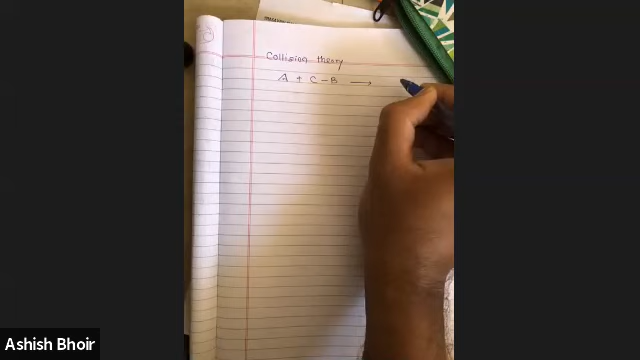 Collision theory
A + C – B ⟶
Ashish Bhoir